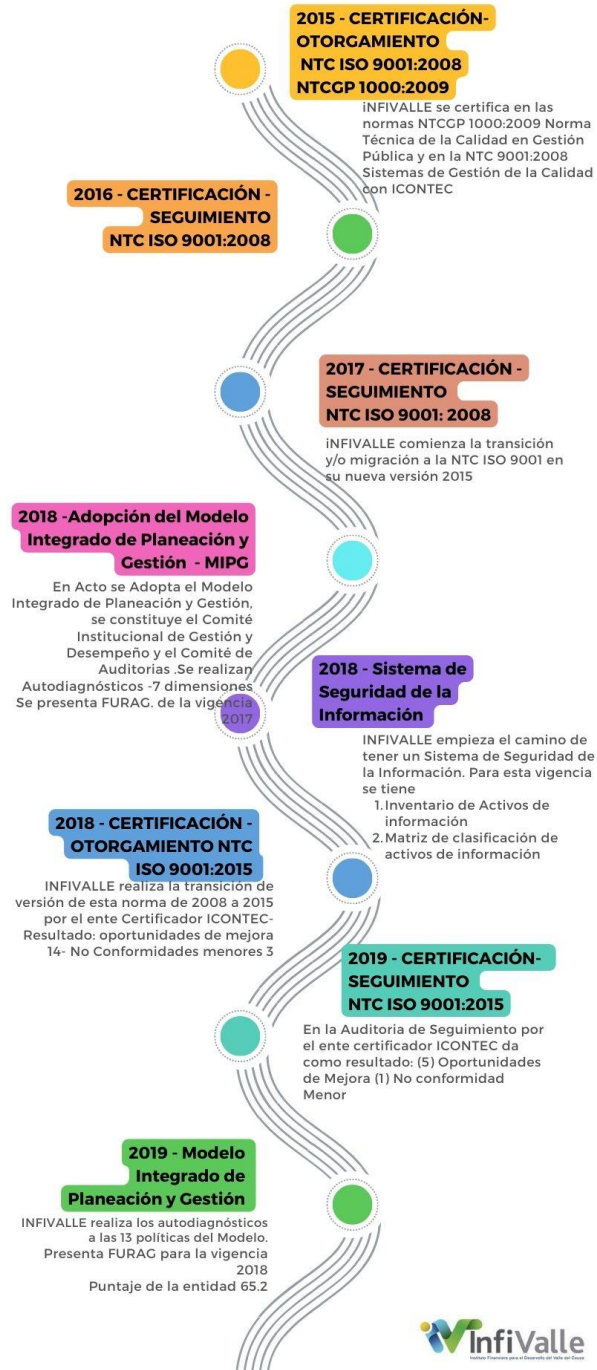 2015 - CERTIFICACIÓN-
OTORGAMIENTO
NTC ISO 9001:2008
NTCGP 1000:2009
iNFIVALLE se certifica en las
normas NTCGP 1000:2009 Norma
Técnica de la Calidad en Gestión
Pública y en la NTC 9001:2008
Sistemas de Gestión de la Calidad
con ICONTEC
2016 - CERTIFICACIÓN -
SEGUIMIENTO
NTC ISO 9001:2008
2017 - CERTIFICACIÓN -
SEGUIMIENTO
NTC ISO 9001: 2008
iNFIVALLE comienza la transición
y/o migración a la NTC ISO 9001 en
su nueva versión 2015
2018 -Adopción del Modelo
Integrado de Planeación y
Gestión - MIPG
En Acto se Adopta el Modelo
Integrado de Planeación y Gestión,
se constituye el Comité
Institucional de Gestión y
Desempeño y el Comité de
Auditorias .Se realizan
Autodiagnósticos -7 dimensiones
Se presenta FURAG. de la vigencia
2017
2018 - Sistema de
Seguridad de la
Información
INFIVALLE empieza el camino de
tener un Sistema de Seguridad de
la Información. Para esta vigencia
se tiene
1. Inventario de Activos de
información
2. Matriz de clasificación de
activos de información
2018 - CERTIFICACIÓN -
OTORGAMIENTO NTC
ISO 9001:2015
INFIVALLE realiza la transición de
versión de esta norma de 2008 a 2015
por el ente Certificador ICONTEC-
Resultado: oportunidades de mejora
14- No Conformidades menores 3
2019 - CERTIFICACIÓN-
SEGUIMIENTO
NTC ISO 9001:2015
En la Auditoria de Seguimiento por
el ente certificador ICONTEC da
como resultado: (5) Oportunidades
de Mejora (1) No conformidad
Menor
2019 - Modelo
Integrado de
Planeación y Gestión
INFIVALLE realiza los autodiagnósticos
a las 13 políticas del Modelo.
Presenta FURAG para la vigencia
2018
Puntaje de la entidad 65.2
InfiValle
Instituto Financiero para el Desarrollo del Valle del Cauca